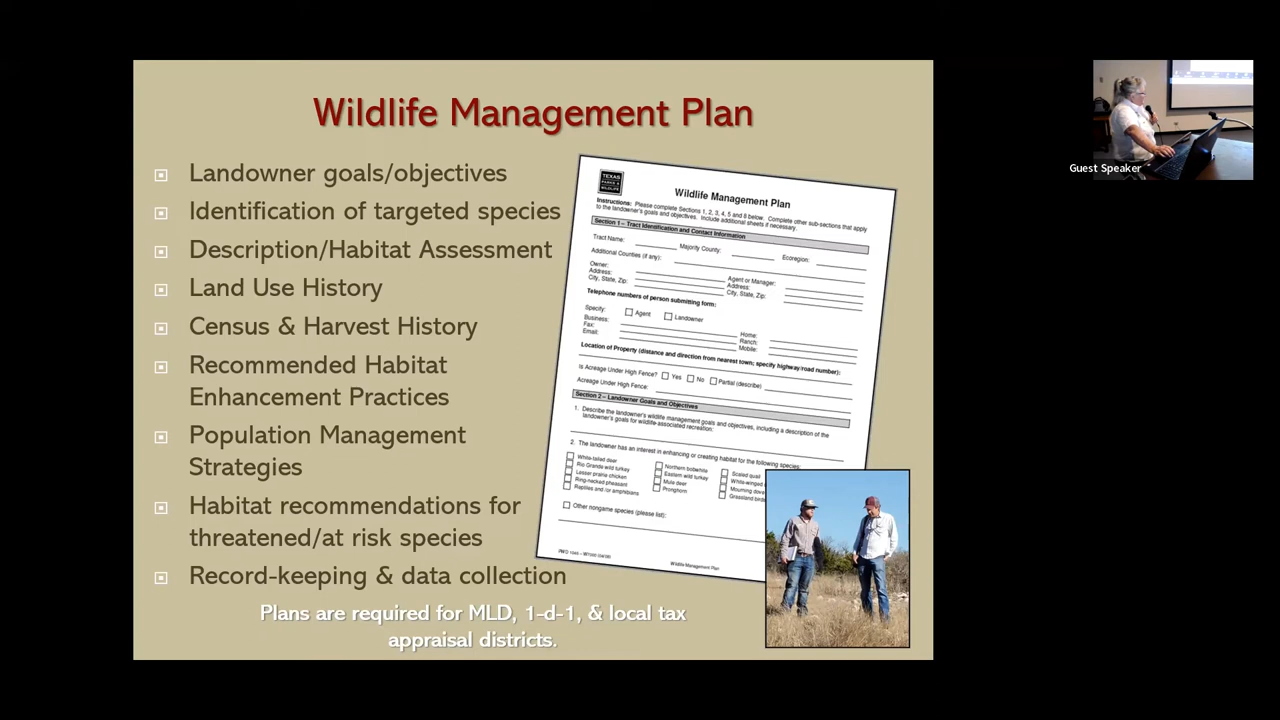 Wildlife Management Plan
Landowner goals/objectives
Identification of targeted species
Description/Habitat Assessment
Land Use History
Census & Harvest History
Recommended Habitat
Enhancement Practices
Population Management
Strategies
Habitat recommendations for
threatened/at risk species
Record-keeping & data collection
Plans are required for MLD, 1-d-1, & local tax
appraisal districts.
TEXAS
PARKS &
WILDLIFE
Wildlife Management Plan
Instructions: Please complete Sections 1, 2, 3, 4, 5 and 8 below. Complete other sub-sections that apply
to the landowner's goals and objectives. Include additional sheets if necessary.
Section 1 – Tract Identification and Contact Information
Tract Name: Majority County: Ecoregion:
Additional Counties (if any):
Owner: Agent or Manager:
Address: Address:
City, State, Zip: City, State, Zip:
Telephone numbers of person submitting form:
Specify: Agent Landowner
Business: Home:
Fax: Ranch:
Email: Mobile:
Location of Property (distance and direction from nearest town; specify highway/road number):
Is Acreage Under High Fence? Yes No Partial (describe)
Acreage Under High Fence:
Section 2 – Landowner Goals and Objectives
1. Describe the landowner's wildlife management goals and objectives, including a description of the
landowner's goals for wildlife-associated recreation:
2. The landowner has an interest in enhancing or creating habitat for the following species:
White-tailed deer Northern bobwhite Scaled quail
Rio Grande wild turkey Eastern wild turkey White-winged
Lesser prairie chicken Mule deer Mourning dove
Ring-necked pheasant Pronghorn Grassland
Reptiles and /or amphibians
Other nongame species (please list):
Wildlife Management Plan
Guest Speaker